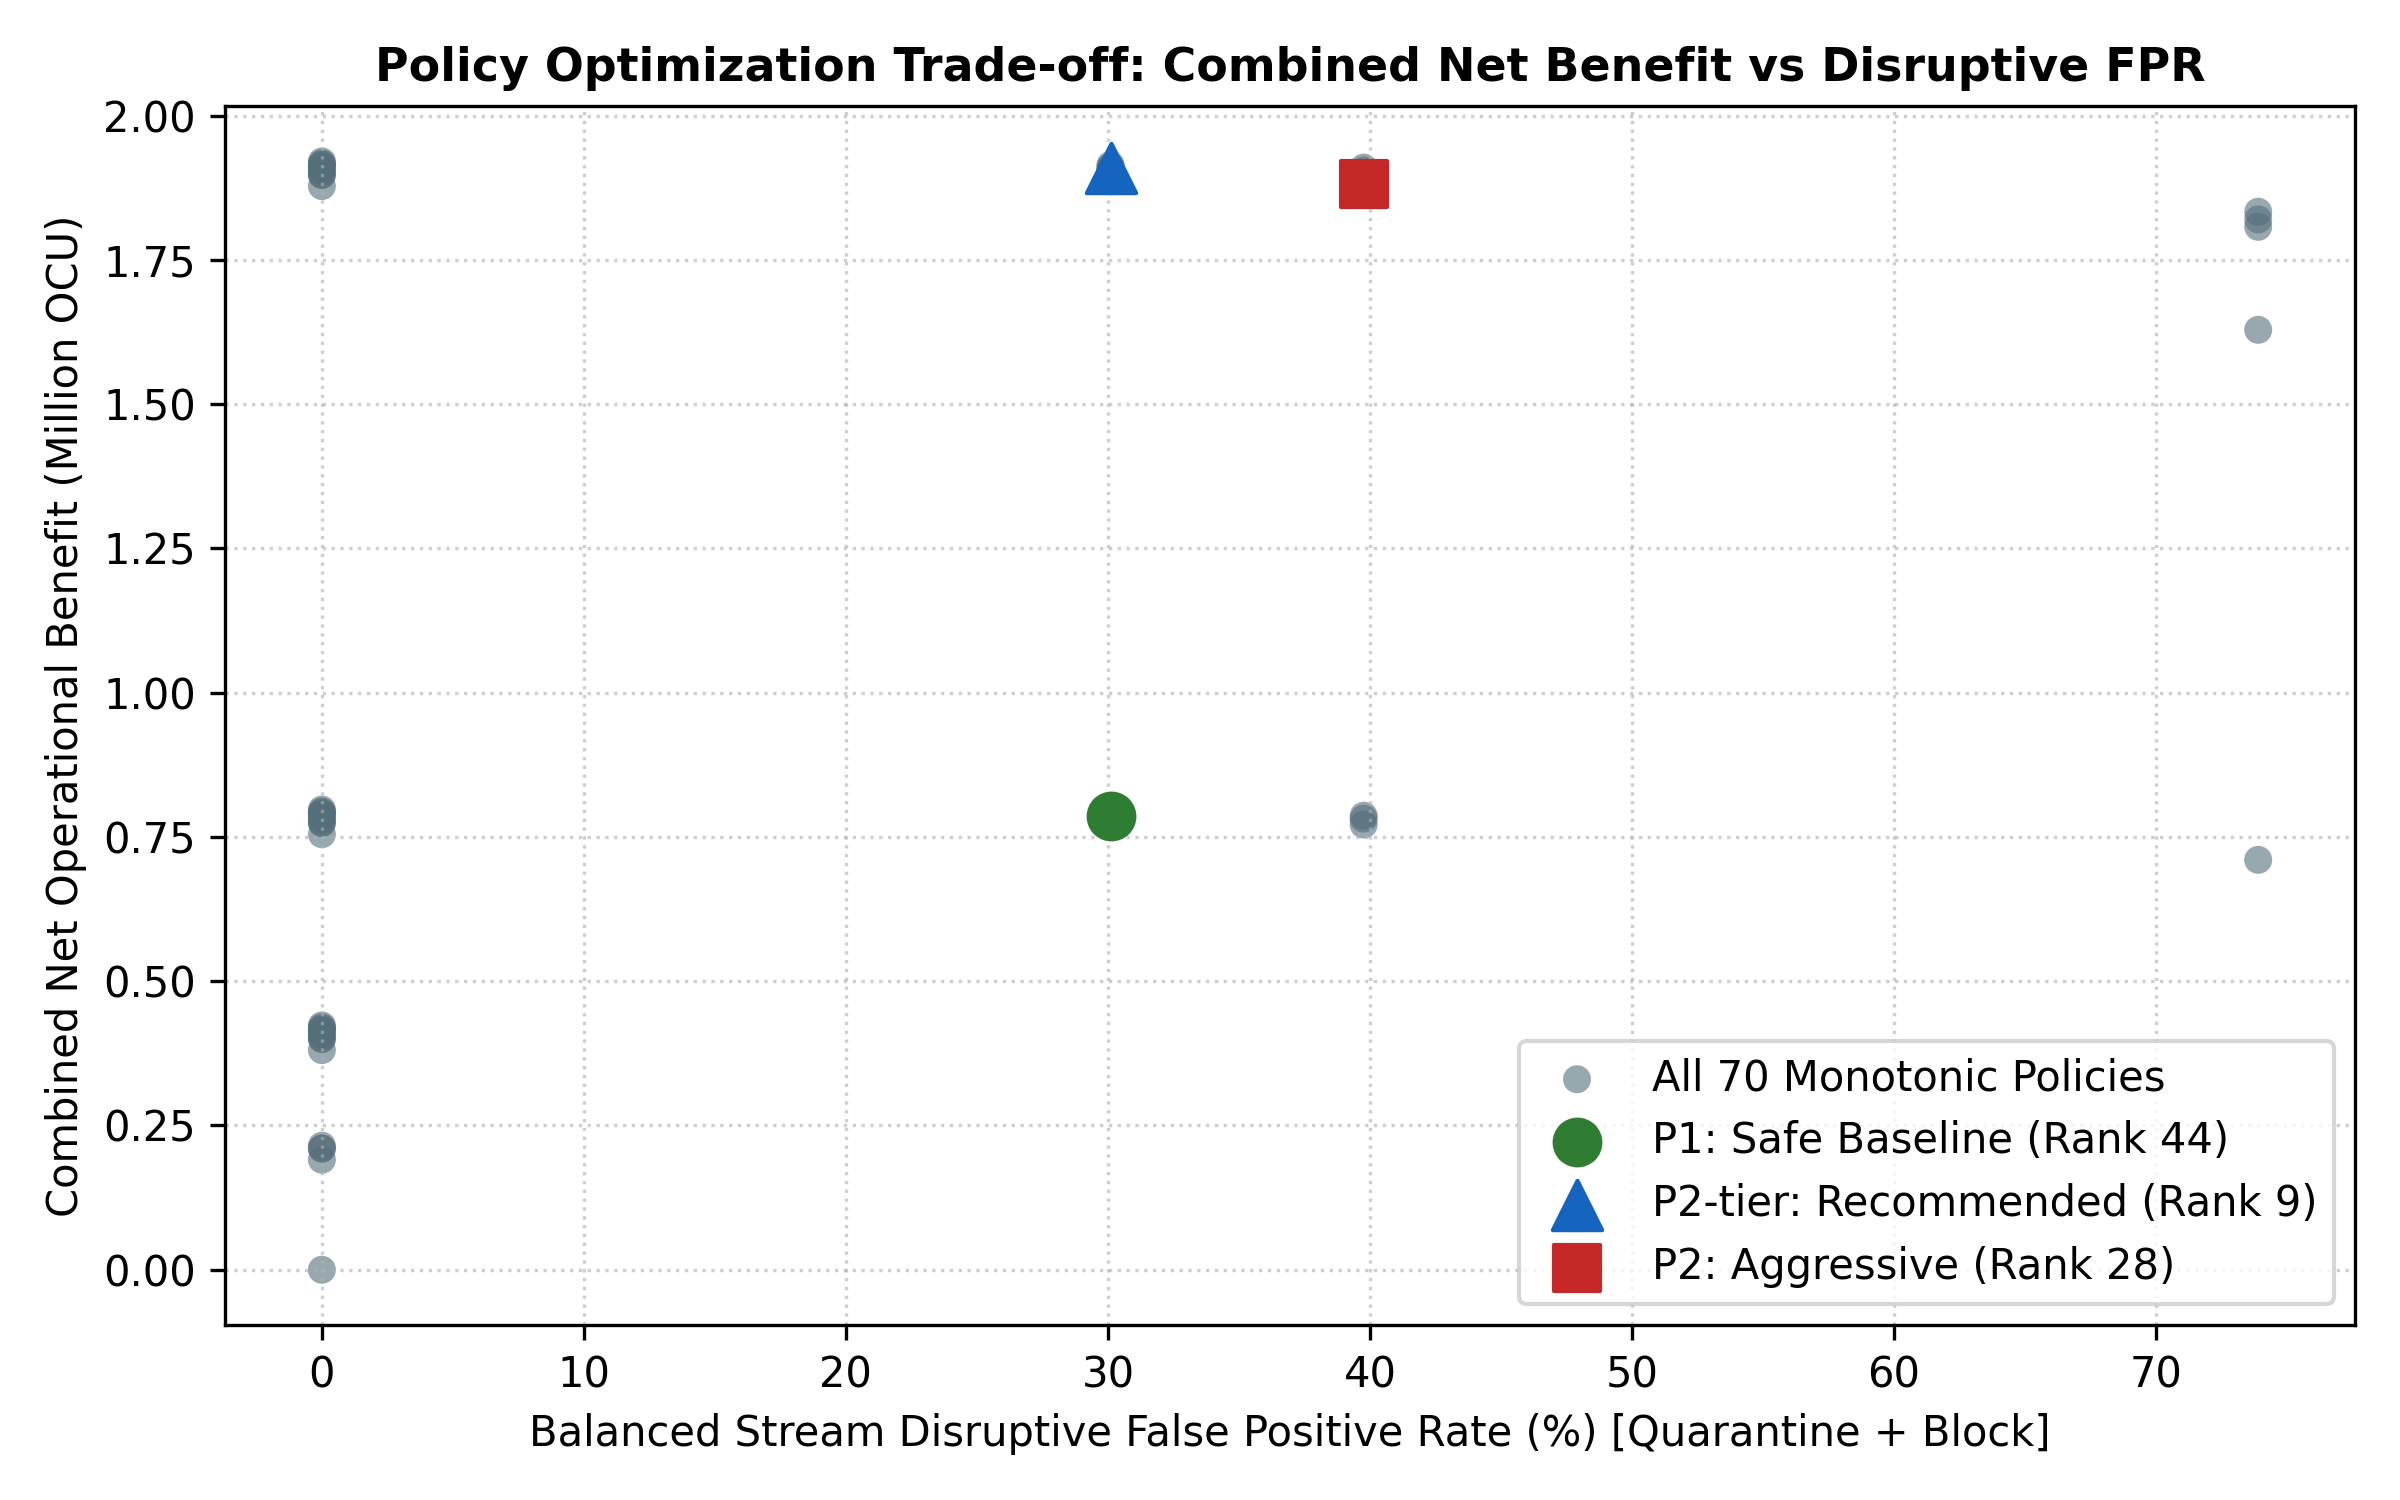 Policy Optimization Trade-off: Combined Net Benefit vs Disruptive FPR
Combined Net Operational Benefit (Million OCU)
2.00
1.75
1.50
1.25
1.00
0.75
0.50
0.25
0.00
All 70 Monotonic Policies
P1: Safe Baseline (Rank 44)
P2-tier: Recommended (Rank 9)
P2: Aggressive (Rank 28)
0 10 20 30 40 50 60 70
Balanced Stream Disruptive False Positive Rate (%) [Quarantine + Block]